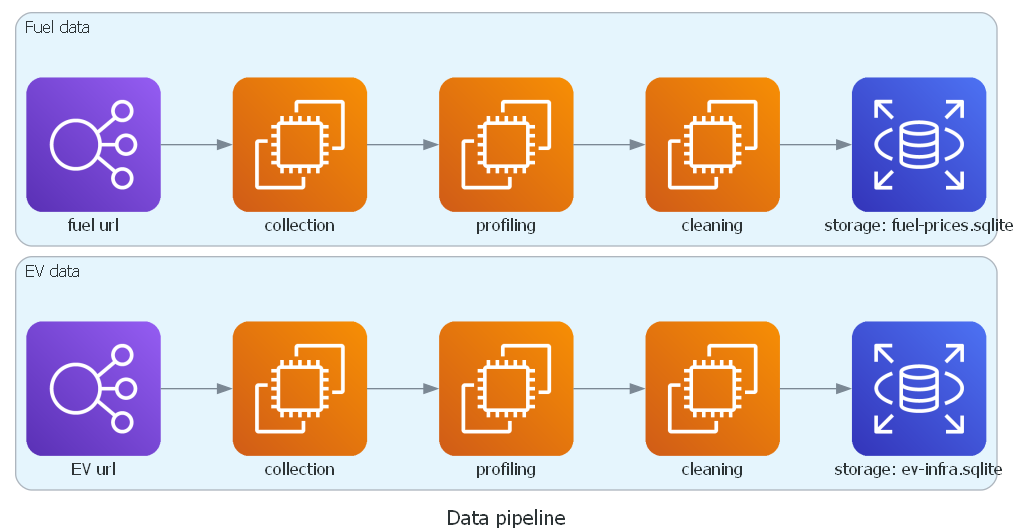 Fuel data
fuel url
collection
profiling
cleaning
storage: fuel-prices.sqlite
EV data
EV url
collection
profiling
cleaning
storage: ev-infra.sqlite
Data pipeline